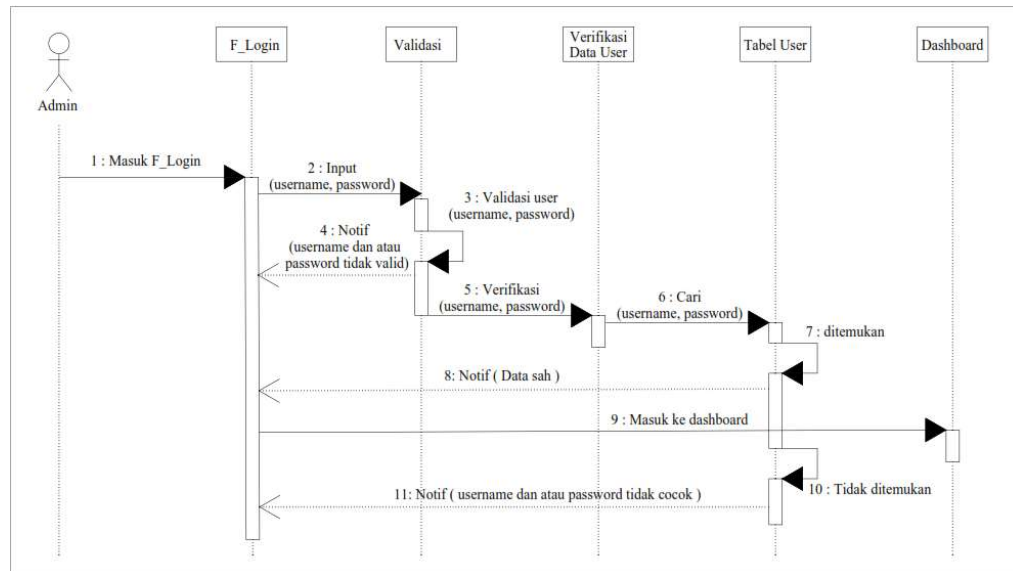 F_Login
Validasi
Verifikasi
Data User
Tabel User
Dashboard
Admin
1 : Masuk F_Login
2 : Input
(username, password)
3 : Validasi user
(username, password)
4 : Notif
(username dan atau
password tidak valid)
5 : Verifikasi
(username, password)
6 : Cari
(username, password)
7 : ditemukan
8: Notif ( Data sah )
9 : Masuk ke dashboard
10 : Tidak ditemukan
11: Notif ( username dan atau password tidak cocok )